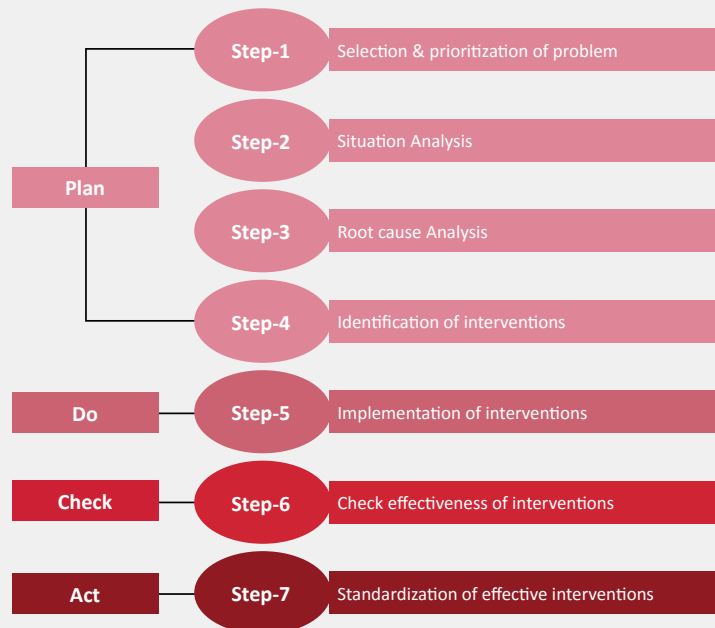 Step-1
Selection & prioritization of problem
Step-2
Situation Analysis
Plan
Step-3
Root cause Analysis
Step-4
Identification of interventions
Do
Step-5
Implementation of interventions
Check
Step-6
Check effectiveness of interventions
Act
Step-7
Standardization of effective interventions